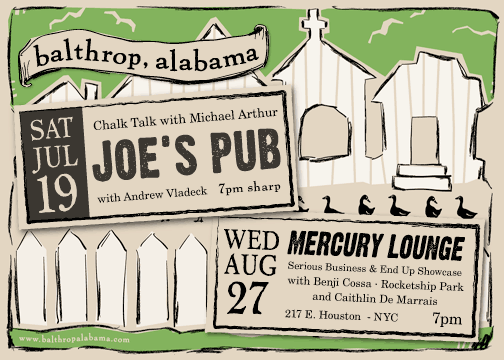 balthrop, alabama
SAT
JUL
19
Chalk Talk with Michael Arthur
JOE'S PUB
with Andrew Vladeck 7pm sharp
WED
AUG
27
MERCURY LOUNGE
Serious Business & End Up Showcase
with Benji Cossa · Rocketship Park
and Caithlin De Marrais
217 E. Houston - NYC 7pm
www.balthropalabama.com